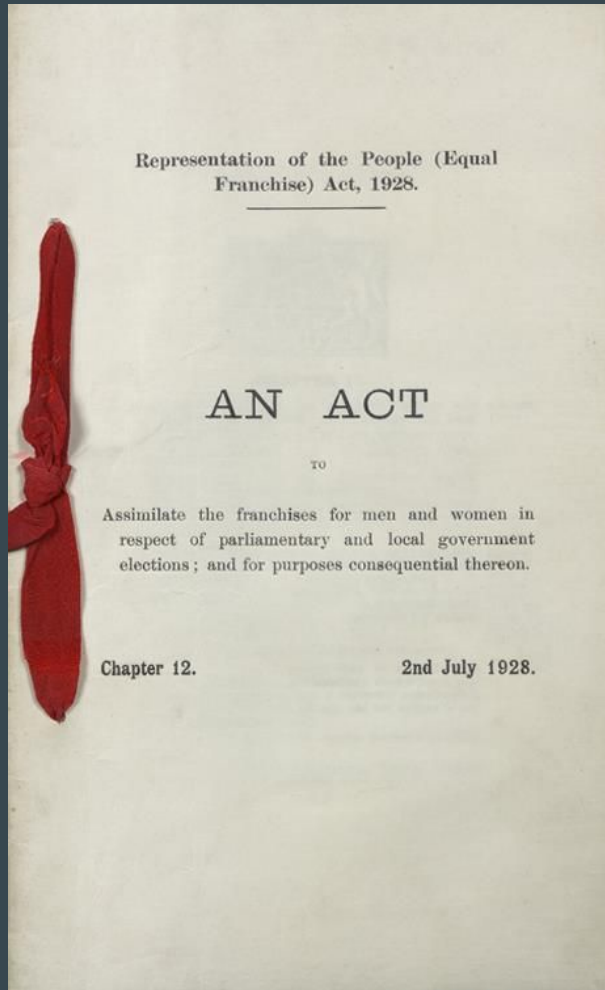 Representation of the People (Equal
Franchise) Act, 1928.
AN ACT
TO
Assimilate the franchises for men and women in
respect of parliamentary and local government
elections; and for purposes consequential thereon.
Chapter 12.
2nd July 1928.